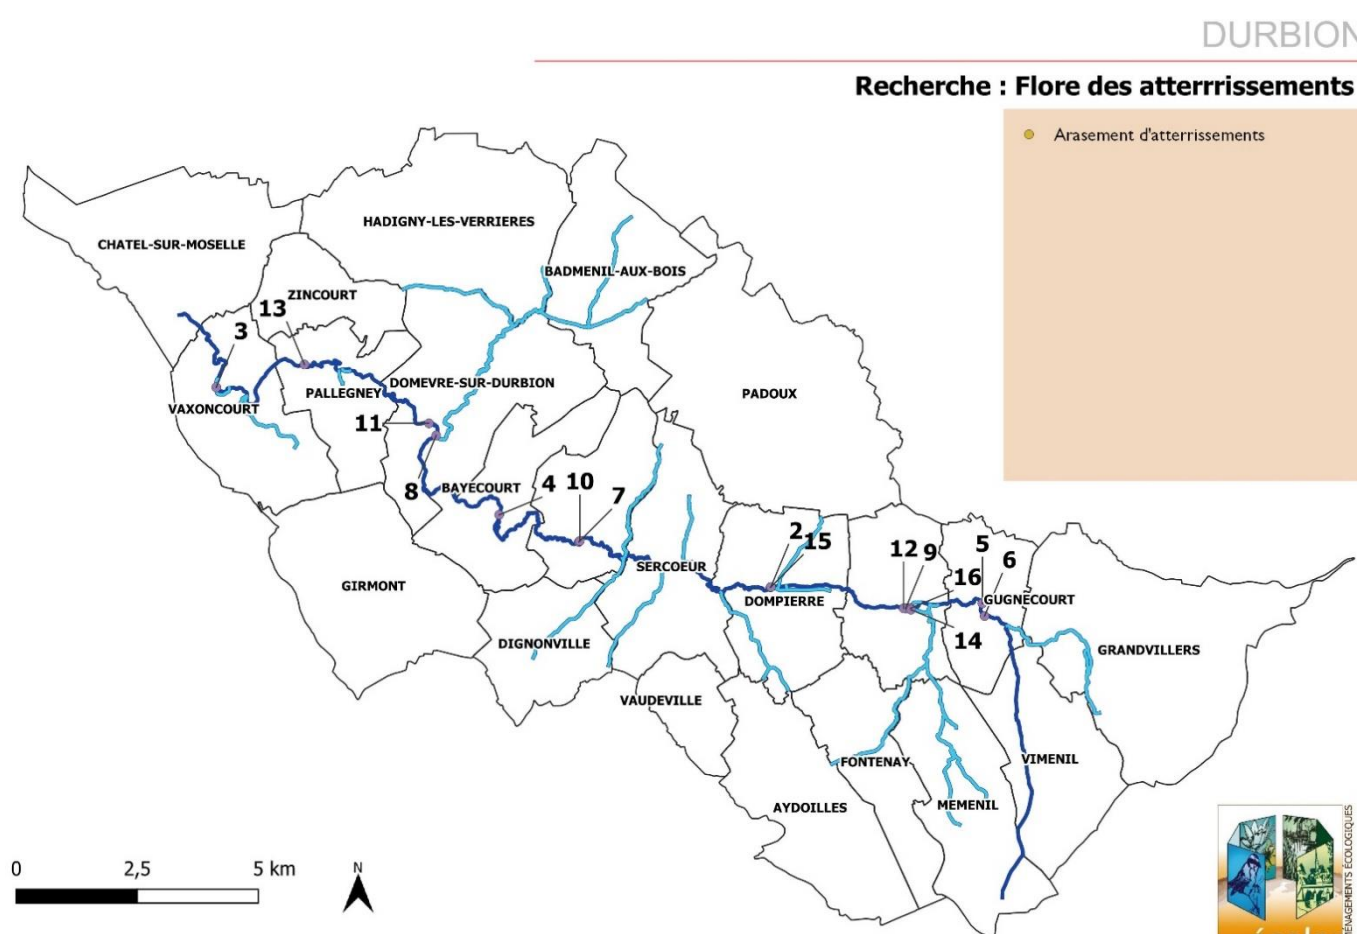 DURBION
Recherche : Flore des atterrrissements
Arasement d'atterrissements
HADIGNY-LES-VERRIERES
CHATEL-SUR-MOSELLE
BADMENIL-AUX-BOIS
ZINCOURT
13
3
DOMEVRE-SUR-DURBION
PALLEGNEY
PADOUX
VAXONCOURT
11
8
BAYECOURT
4
10
7
2
15
12
9
5
6
SERCOEUR
16
GIRMONT
DOMPIERRE
GUGNECOURT
14
DIGNONVILLE
GRANDVILLERS
VAUDEVILLE
FONTENAY
VIMENIL
AYDOILLES
MEMENIL
0
2,5
5 km
N